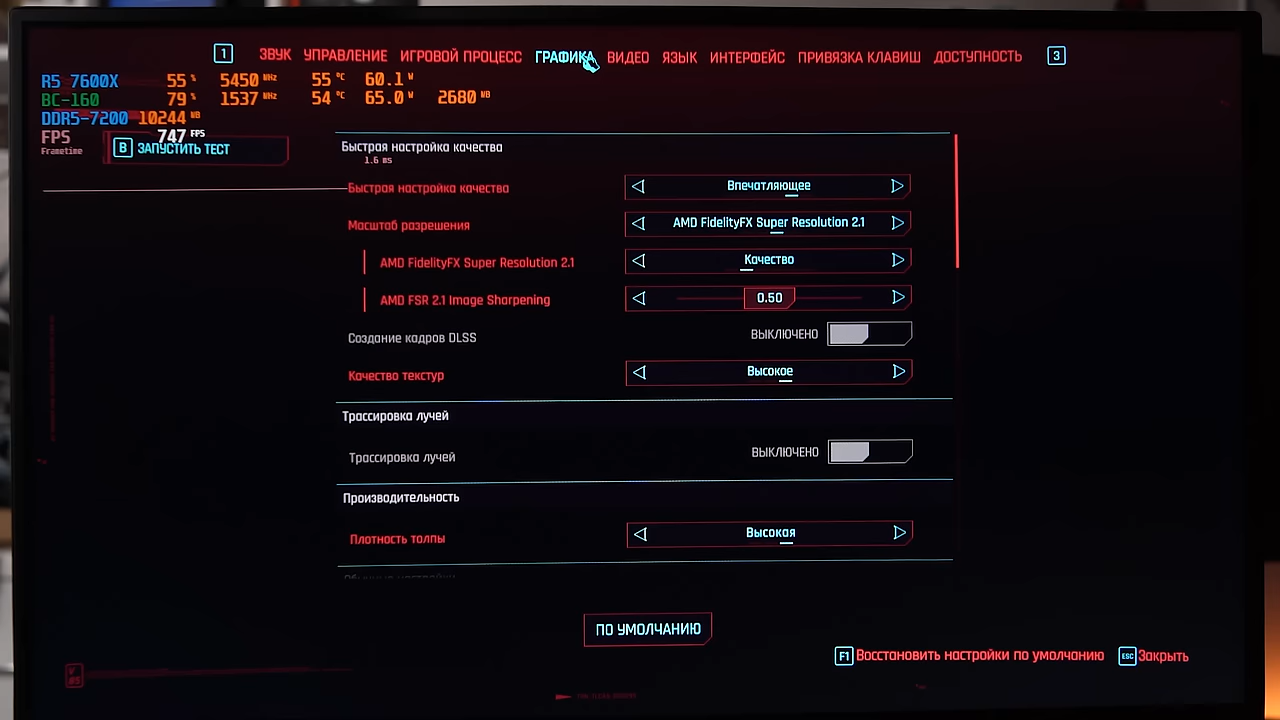 1 ЗВУК УПРАВЛЕНИЕ ИГРОВОЙ ПРОЦЕСС ГРАФИКА ВИДЕО ЯЗЫК ИНТЕРФЕЙС ПРИВЯЗКА КЛАВИШ ДОСТУПНОСТЬ 3
R5 7600X 55 % 5450 MHz 55 °C 60.1 W
BC-160 79 % 1537 MHz 54 °C 65.0 W 2680 MB
DDR5-7200 10244 MB
FPS 747 FPS
Frametime 1.6 ms
B ЗАПУСТИТЬ ТЕСТ
Быстрая настройка качества
Быстрая настройка качества Впечатляющее
Масштаб разрешения AMD FidelityFX Super Resolution 2.1
AMD FidelityFX Super Resolution 2.1 Качество
AMD FSR 2.1 Image Sharpening 0.50
Создание кадров DLSS ВЫКЛЮЧЕНО
Качество текстур Высокое
Трассировка лучей
Трассировка лучей ВЫКЛЮЧЕНО
Производительность
Плотность толпы Высокая
ПО УМОЛЧАНИЮ
F1 Восстановить настройки по умолчанию ESC Закрыть